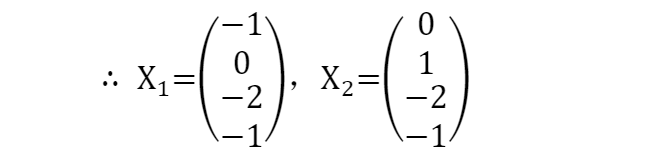 ∴ X₁=(−1 0 −2 −1), X₂=(0 1 −2 −1)